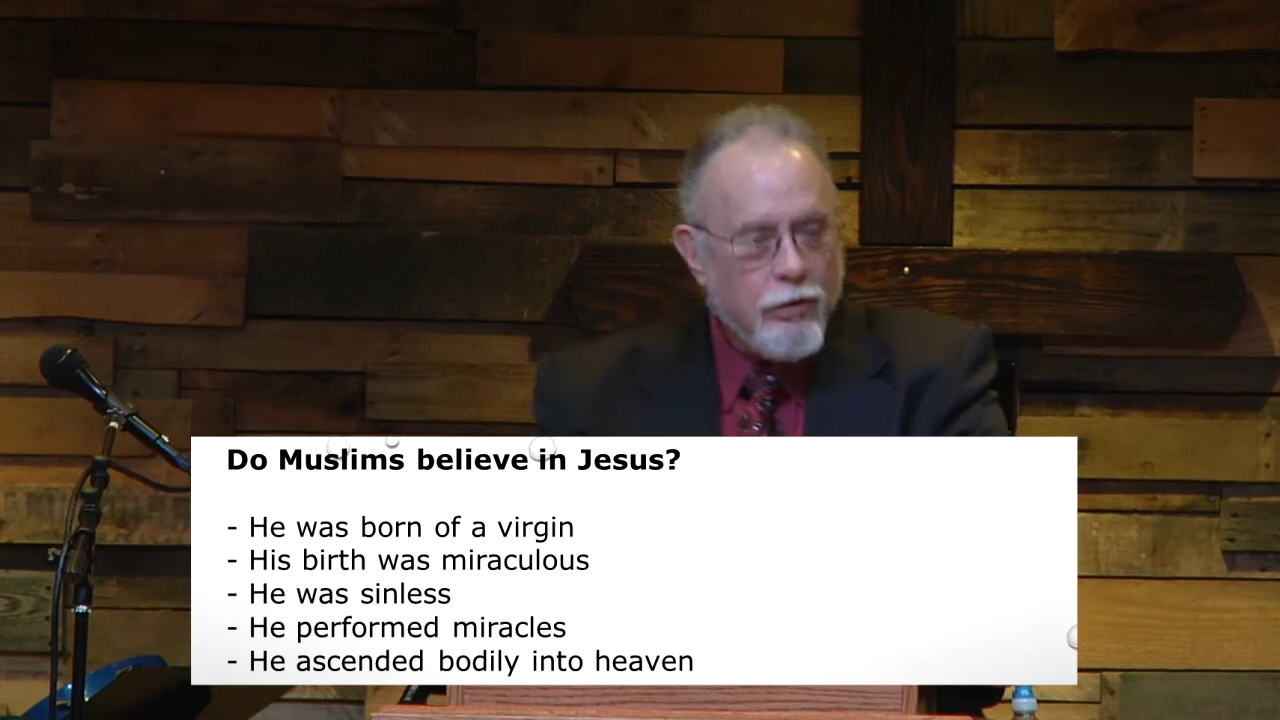 Do Muslims believe in Jesus?
- He was born of a virgin
- His birth was miraculous
- He was sinless
- He performed miracles
- He ascended bodily into heaven